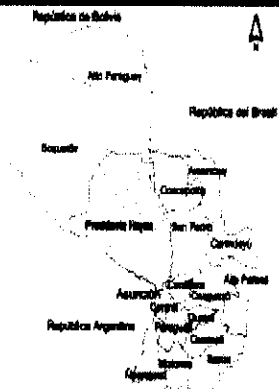 República de Bolivia
N
Alto Paraguay
República del Brasil
Boquerón
Amambay
Concepción
Presidente Hayes
San Pedro
Canindeyú
Alto Paraná
Cordillera
Asunción
Caaguazú
Central
República Argentina
Guairá
Paraguarí
Caazapá
Misiones
Itapúa
Ñeembucú